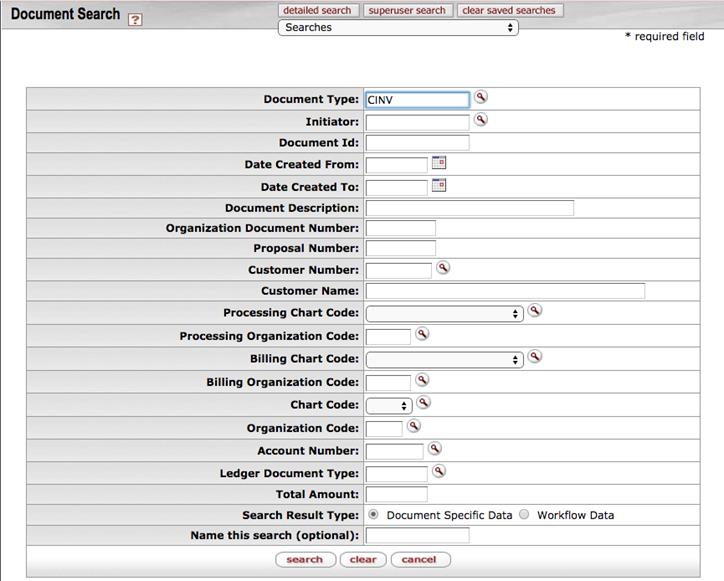 Document Search ? detailed search superuser search clear saved searches
Searches
* required field
Document Type: CINV
Initiator:
Document Id:
Date Created From:
Date Created To:
Document Description:
Organization Document Number:
Proposal Number:
Customer Number:
Customer Name:
Processing Chart Code:
Processing Organization Code:
Billing Chart Code:
Billing Organization Code:
Chart Code:
Organization Code:
Account Number:
Ledger Document Type:
Total Amount:
Search Result Type: Document Specific Data Workflow Data
Name this search (optional):
search clear cancel